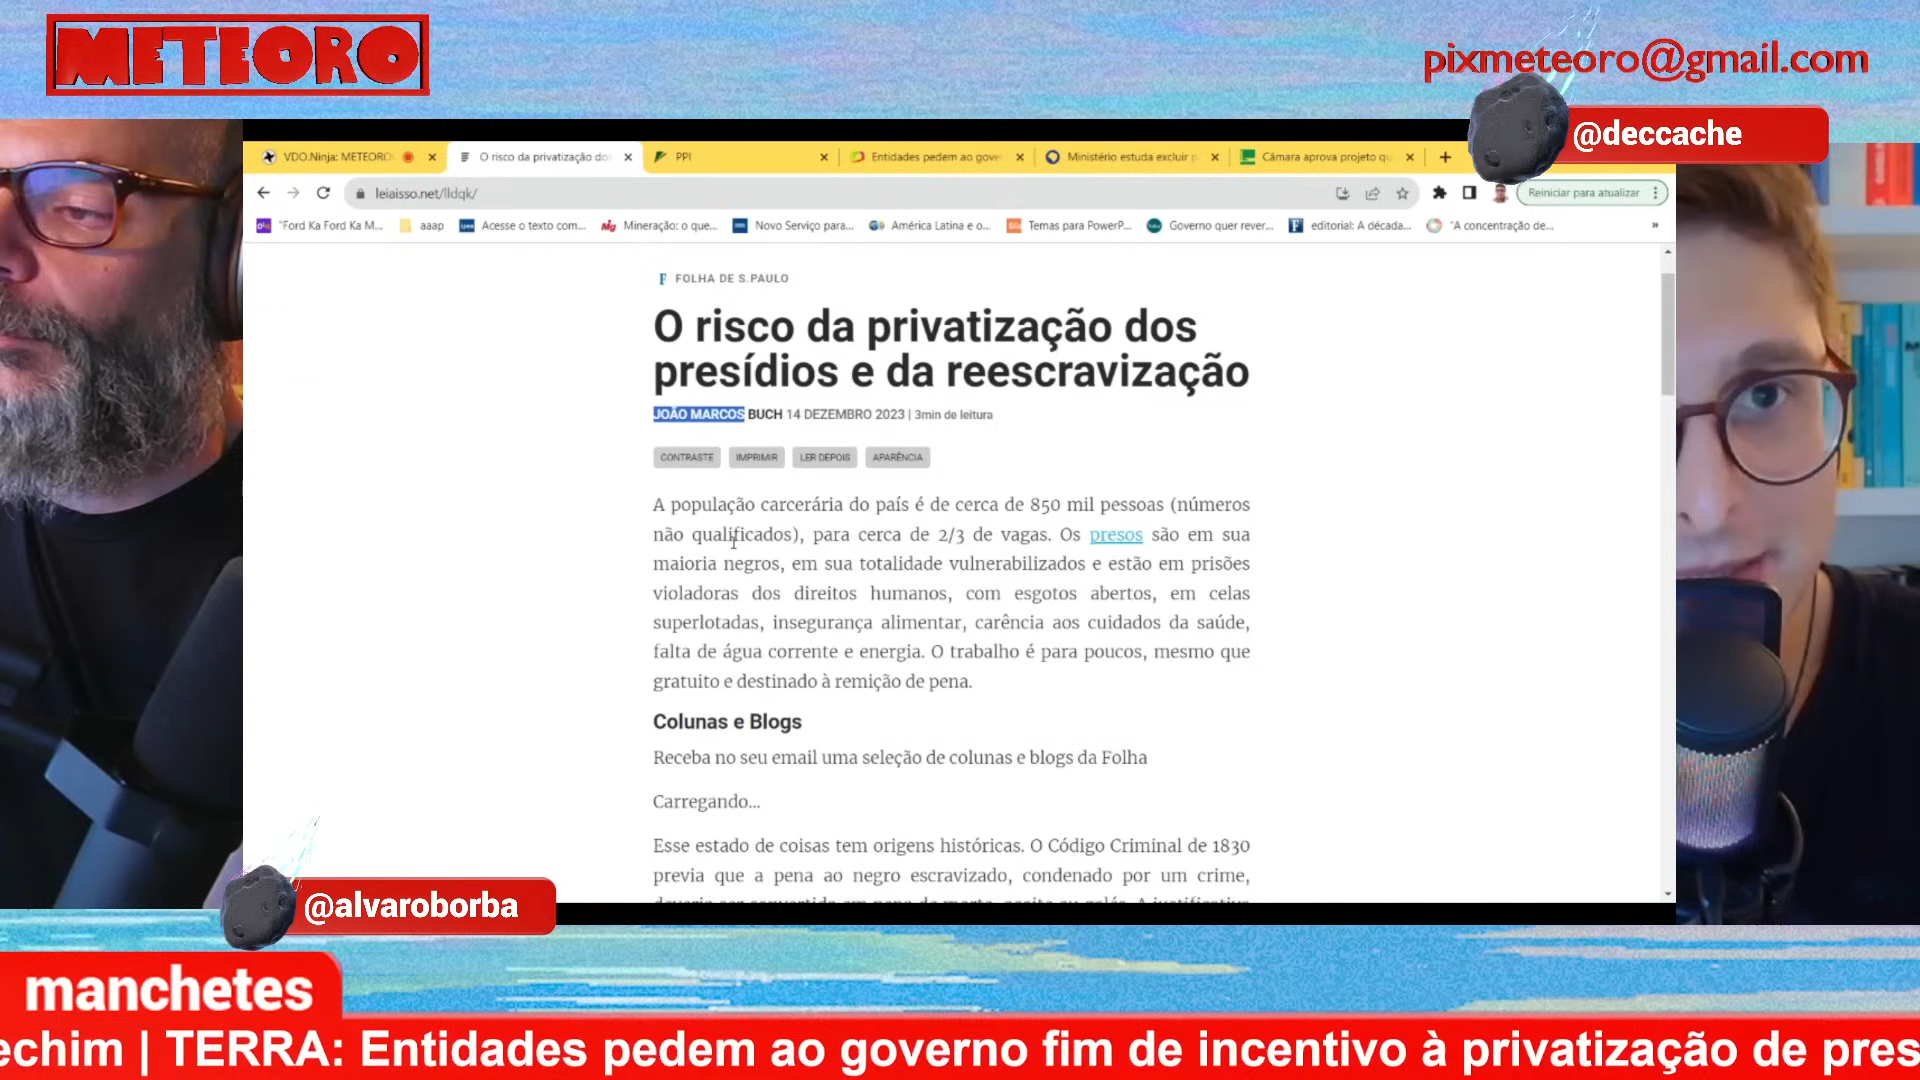 METEORO
pixmeteoro@gmail.com
@deccache
VDO.Ninja: METEORO
O risco da privatização do
PPI
Entidades pedem ao gover
Ministério estuda excluir p
Câmara aprova projeto qu
leiaisso.net/lldqk/
Reiniciar para atualizar
"Ford Ka Ford Ka M...
aaap
Acesse o texto com...
Mineração: o que...
Novo Serviço para...
América Latina e o...
Temas para PowerP...
Governo quer rever...
editorial: A década...
"A concentração de...
»
F FOLHA DE S.PAULO
O risco da privatização dos
presídios e da reescravização
JOÃO MARCOS BUCH 14 DEZEMBRO 2023 | 3min de leitura
CONTRASTE IMPRIMIR LER DEPOIS APARÊNCIA
A população carcerária do país é de cerca de 850 mil pessoas (números
não qualificados), para cerca de 2/3 de vagas. Os presos são em sua
maioria negros, em sua totalidade vulnerabilizados e estão em prisões
violadoras dos direitos humanos, com esgotos abertos, em celas
superlotadas, insegurança alimentar, carência aos cuidados da saúde,
falta de água corrente e energia. O trabalho é para poucos, mesmo que
gratuito e destinado à remição de pena.
Colunas e Blogs
Receba no seu email uma seleção de colunas e blogs da Folha
Carregando...
Esse estado de coisas tem origens históricas. O Código Criminal de 1830
previa que a pena ao negro escravizado, condenado por um crime,
@alvaroborba
manchetes
echim | TERRA: Entidades pedem ao governo fim de incentivo à privatização de pres